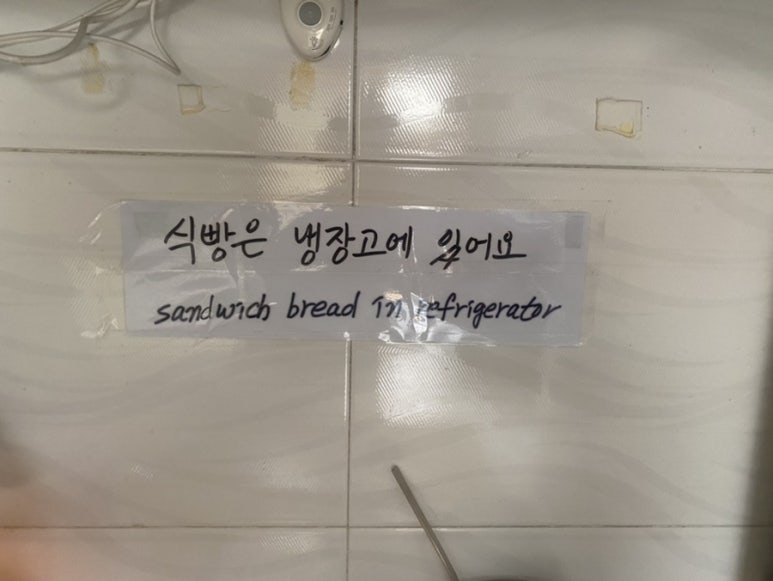 식빵은 냉장고에 있어요
sandwich bread in refrigerator